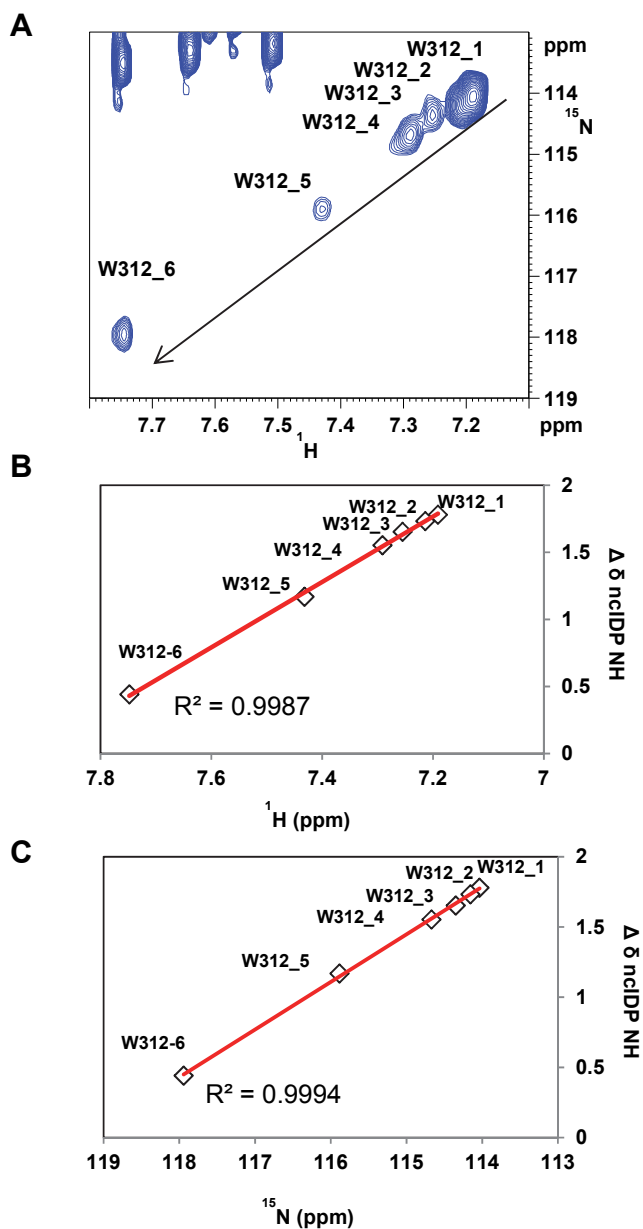 A
W312_1
W312_2
W312_3
W312_4
W312_5
W312_6
ppm
114
15N
115
116
117
118
119
7.7 7.6 7.5 7.4 7.3 7.2 ppm
1H
B
W312_1
W312_2
W312_3
W312_4
W312_5
W312-6
R² = 0.9987
2
1.5
1
0.5
0
Δ δ ncIDP NH
7.8 7.6 7.4 7.2 7
1H (ppm)
C
W312_1
W312_2
W312_3
W312_4
W312_5
W312-6
R² = 0.9994
2
1.5
1
0.5
0
Δ δ ncIDP NH
119 118 117 116 115 114 113
15N (ppm)